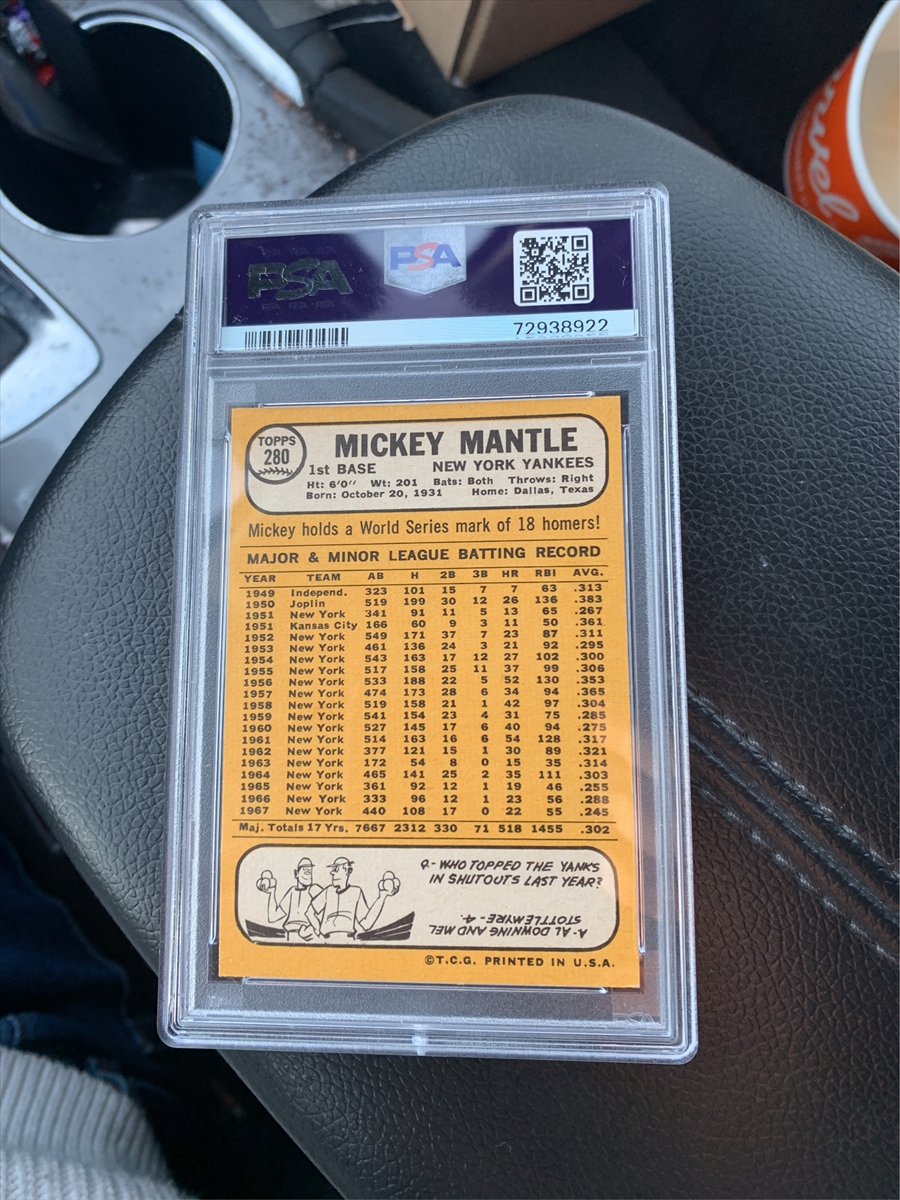 PSA
PSA
72938922
TOPPS
280
MICKEY MANTLE
1st BASE NEW YORK YANKEES
Ht: 6'0" Wt: 201 Bats: Both Throws: Right
Born: October 20, 1931 Home: Dallas, Texas
Mickey holds a World Series mark of 18 homers!
MAJOR & MINOR LEAGUE BATTING RECORD
YEAR TEAM AB H 2B 3B HR RBI AVG.
1949 Independ. 323 101 15 7 7 63 .313
1950 Joplin 519 199 30 12 26 136 .383
1951 New York 341 91 11 5 13 65 .267
1951 Kansas City 166 60 9 3 11 50 .361
1952 New York 549 171 37 7 23 87 .311
1953 New York 461 136 24 3 21 92 .295
1954 New York 543 163 17 12 27 102 .300
1955 New York 517 158 25 11 37 99 .306
1956 New York 533 188 22 5 52 130 .353
1957 New York 474 173 28 6 34 94 .365
1958 New York 519 158 21 1 42 97 .304
1959 New York 541 154 23 4 31 75 .285
1960 New York 527 145 17 6 40 94 .275
1961 New York 514 163 16 6 54 128 .317
1962 New York 377 121 15 1 30 89 .321
1963 New York 172 54 8 0 15 35 .314
1964 New York 465 141 25 2 35 111 .303
1965 New York 361 92 12 1 19 46 .255
1966 New York 333 96 12 1 23 56 .288
1967 New York 440 108 17 0 22 55 .245
Maj. Totals 17 Yrs. 7667 2312 330 71 518 1455 .302
Q-WHO TOPPED THE YANKS
IN SHUTOUTS LAST YEAR?
A-AL DOWNING AND MEL
STOTTLEMYRE-4.
©T.C.G. PRINTED IN U.S.A.